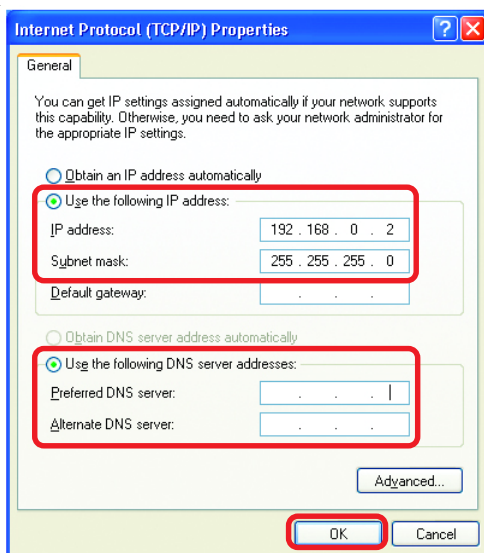 Internet Protocol (TCP/IP) Properties
General
You can get IP settings assigned automatically if your network supports
this capability. Otherwise, you need to ask your network administrator for
the appropriate IP settings.
Obtain an IP address automatically
Use the following IP address:
IP address: 192 . 168 . 0 . 2
Subnet mask: 255 . 255 . 255 . 0
Default gateway: . . .
Obtain DNS server address automatically
Use the following DNS server addresses:
Preferred DNS server: . . .
Alternate DNS server: . . .
Advanced...
OK Cancel